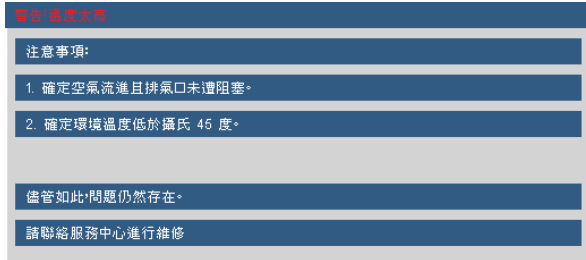 警告!溫度太高
注意事項:
1. 確定空氣流進且排氣口未遭阻塞。
2. 確定環境溫度低於攝氏 45 度。
儘管如此,問題仍然存在。
請聯絡服務中心進行維修